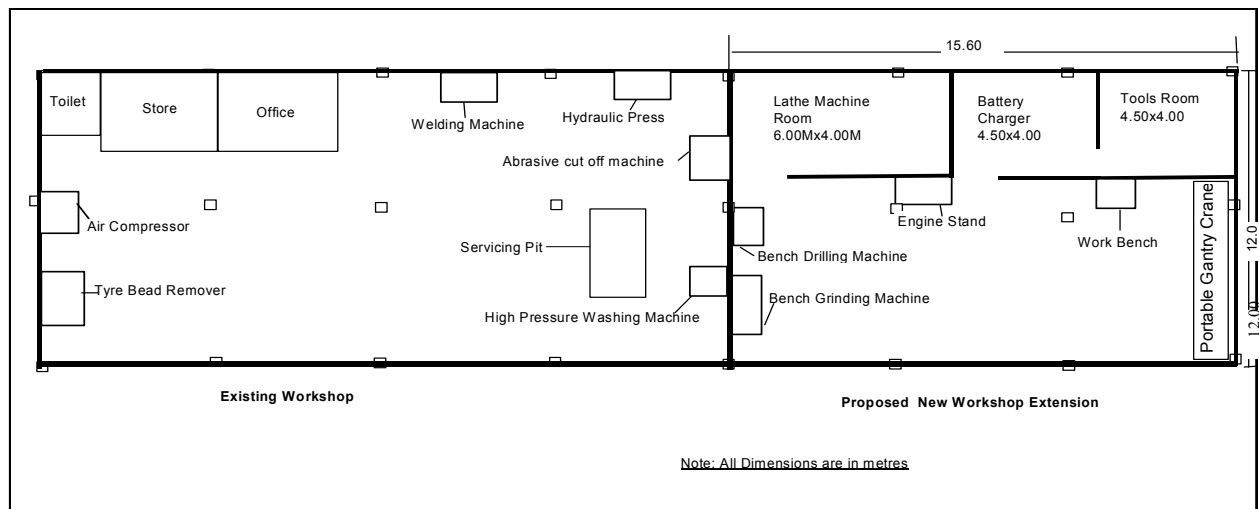 15.60
Toilet
Store
Office
Welding Machine
Hydraulic Press
Abrasive cut off machine
Lathe Machine
Room
6.00Mx4.00M
Battery
Charger
4.50x4.00
Tools Room
4.50x4.00
Air Compressor
Servicing Pit
Engine Stand
Work Bench
Bench Drilling Machine
Tyre Bead Remover
High Pressure Washing Machine
Bench Grinding Machine
Portable Gantry Crane
12.0
12.00
Existing Workshop
Proposed New Workshop Extension
Note: All Dimensions are in metres